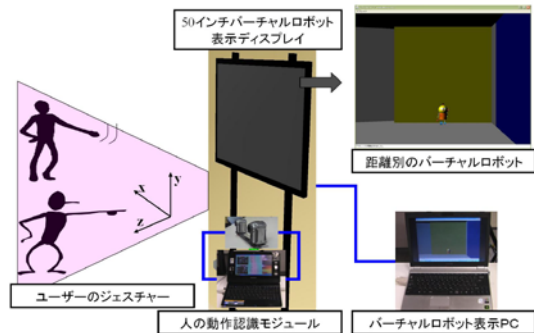 50インチバーチャルロボット
表示ディスプレイ
距離別のバーチャルロボット
y
x
z
ユーザーのジェスチャー
人の動作認識モジュール
バーチャルロボット表示PC